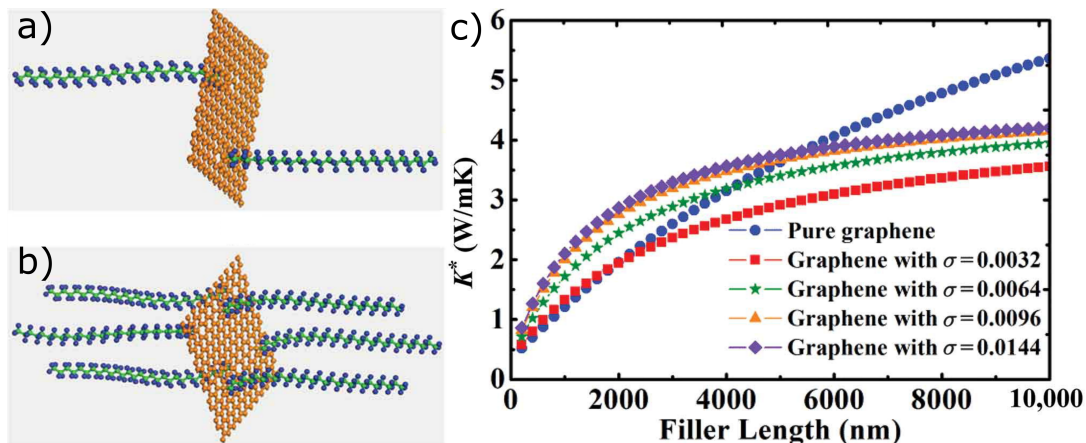 a)
b)
c)
K* (W/mK)
6
5
4
3
2
1
0
0
2000
4000
6000
8000
10,000
Filler Length (nm)
Pure graphene
Graphene with σ=0.0032
Graphene with σ=0.0064
Graphene with σ=0.0096
Graphene with σ=0.0144